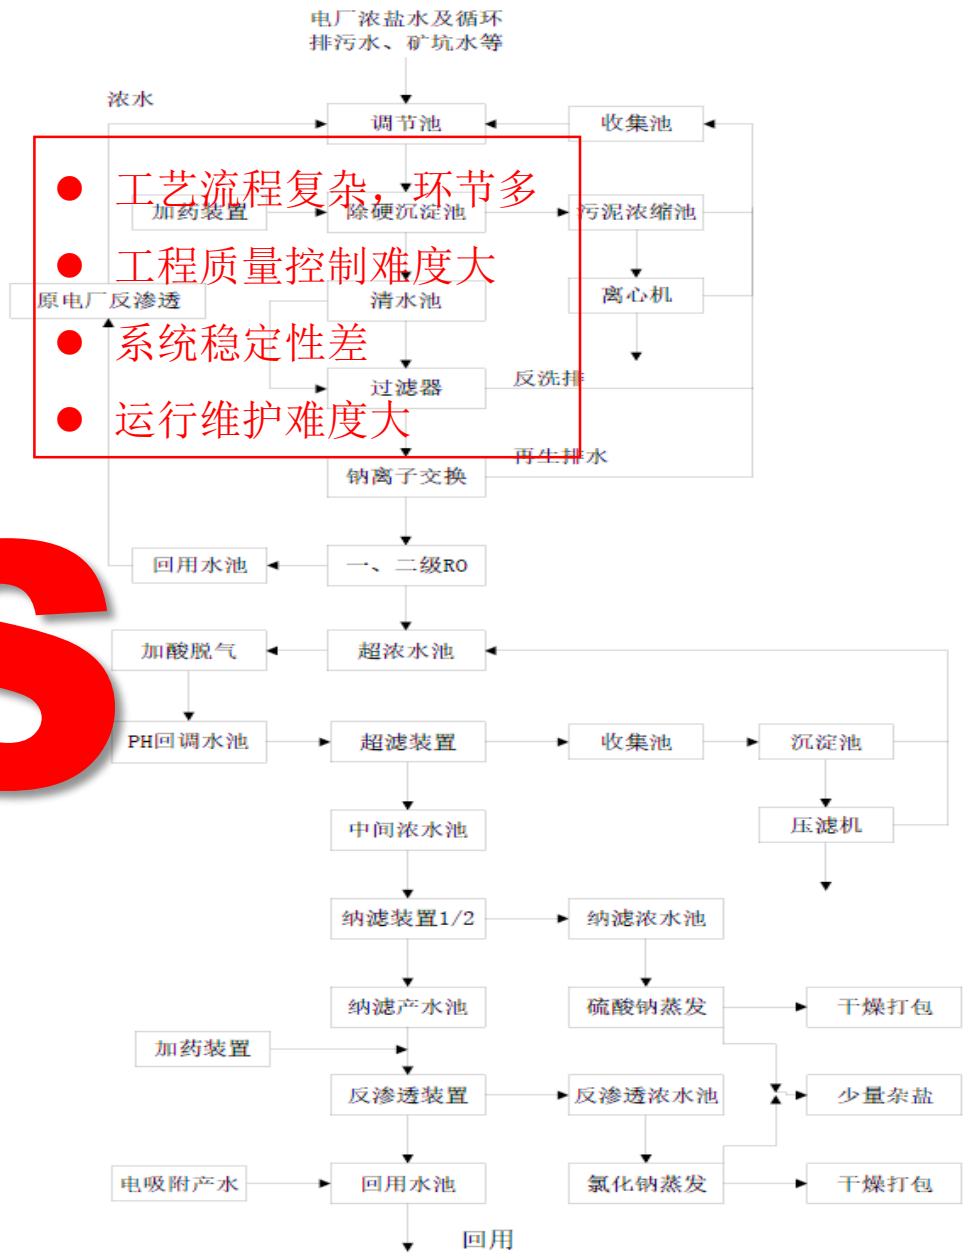 电厂浓盐水及循环
排污水、矿坑水等
浓水
调节池
收集池
● 工艺流程复杂，环节多
加药装置
除硬沉淀池
污泥浓缩池
● 工程质量控制难度大
原电厂反渗透
清水池
离心机
● 系统稳定性差
过滤器
反洗排
● 运行维护难度大
再生排水
钠离子交换
回用水池
一、二级RO
S
加酸脱气
超浓水池
PH回调水池
超滤装置
收集池
沉淀池
中间浓水池
压滤机
纳滤装置1/2
纳滤浓水池
纳滤产水池
硫酸钠蒸发
干燥打包
加药装置
反渗透装置
反渗透浓水池
少量杂盐
电吸附产水
回用水池
氯化钠蒸发
干燥打包
回用